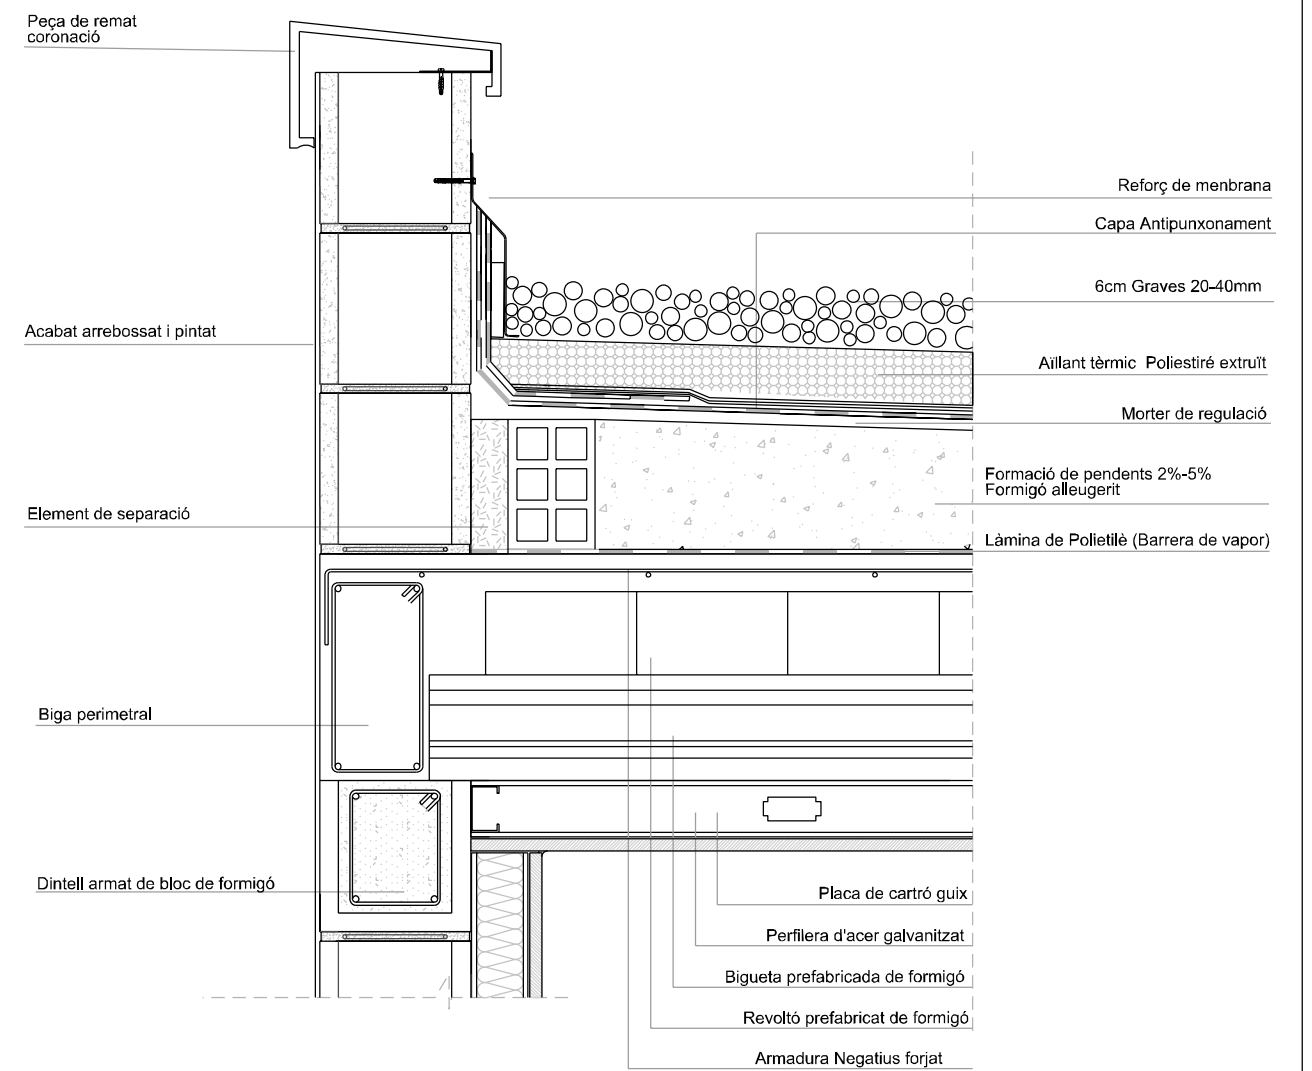 Peça de remat
coronació
Reforç de menbrana
Capa Antipunxonament
6cm Graves 20-40mm
Acabat arrebossat i pintat
Aïllant tèrmic Poliestiré extruït
Morter de regulació
Formació de pendents 2%-5%
Formigó alleugerit
Element de separació
Làmina de Polietilè (Barrera de vapor)
Biga perimetral
Dintell armat de bloc de formigó
Placa de cartró guix
Perfilera d'acer galvanitzat
Bigueta prefabricada de formigó
Revoltó prefabricat de formigó
Armadura Negatius forjat